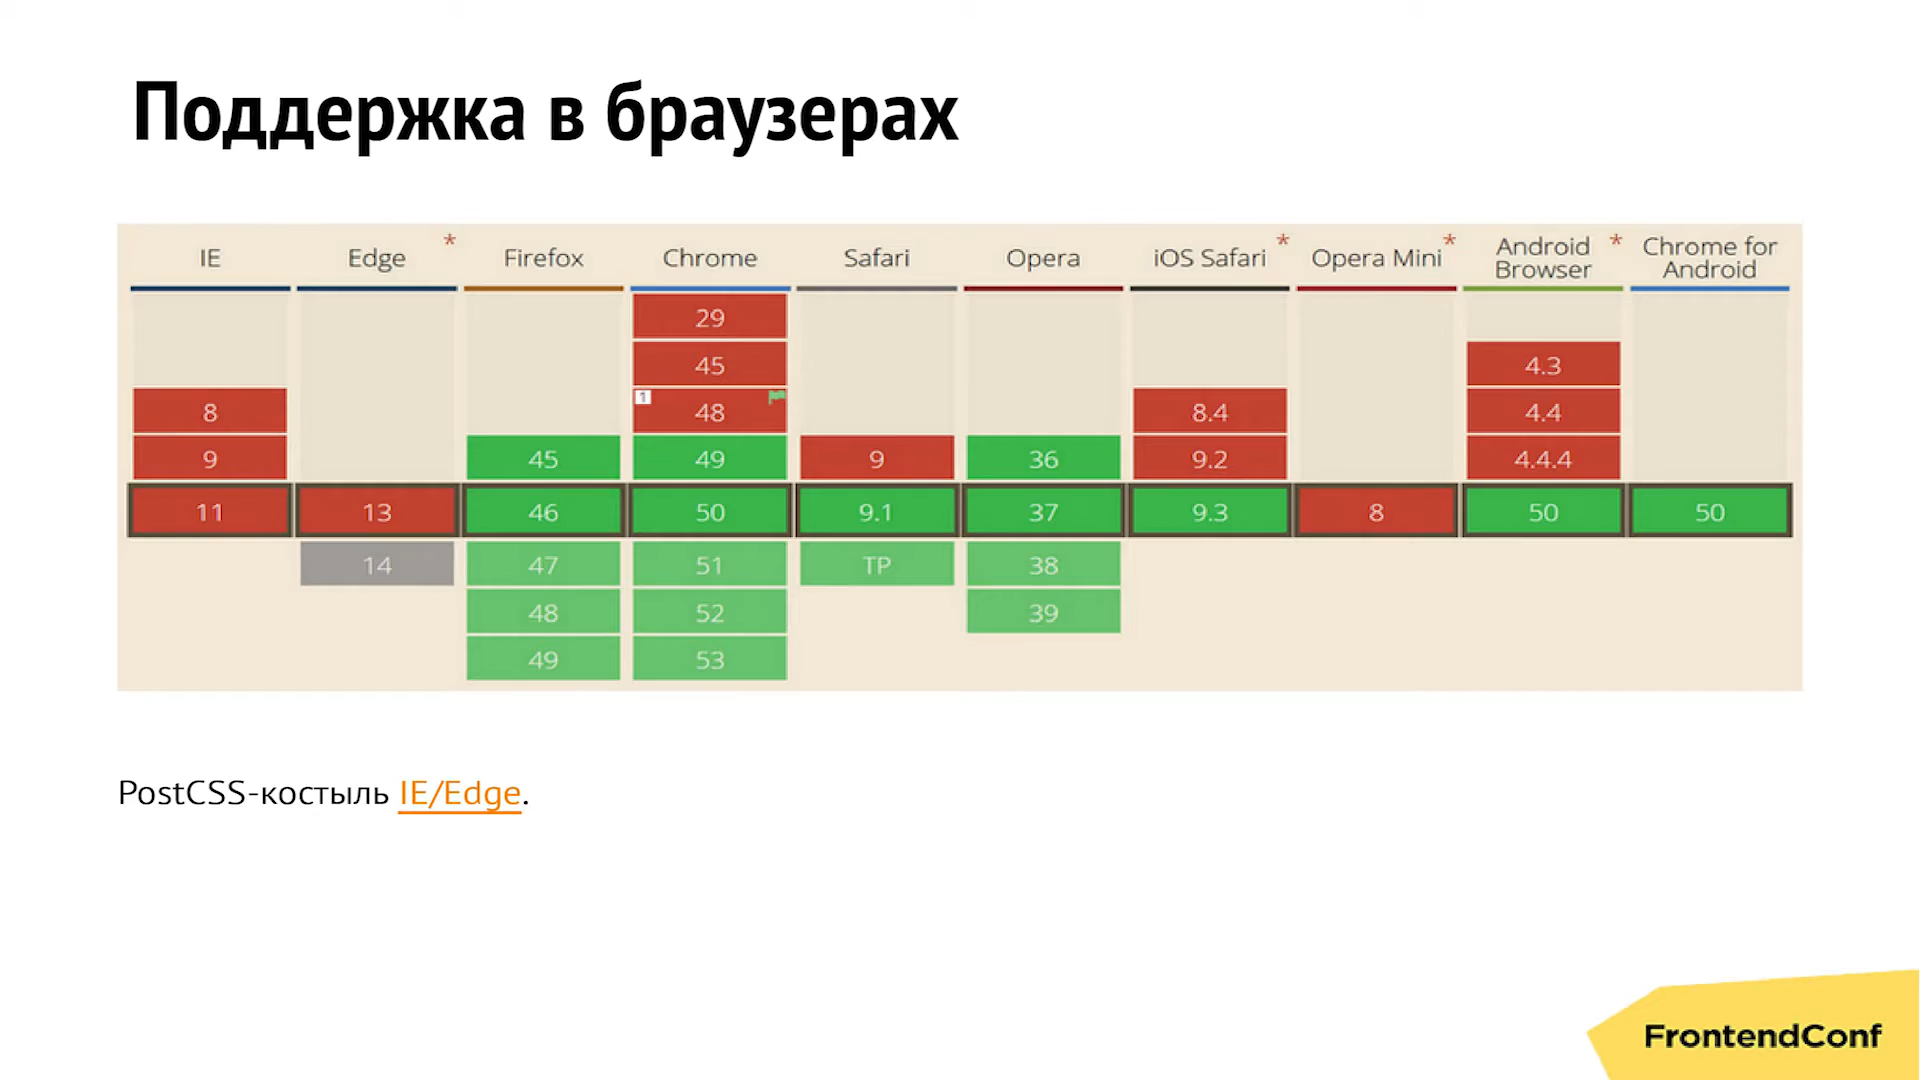 Поддержка в браузерах
IE Edge * Firefox Chrome Safari Opera iOS Safari * Opera Mini * Android Browser * Chrome for Android
29
45 4.3
8 1 48 8.4 4.4
9 45 49 9 36 9.2 4.4.4
11 13 46 50 9.1 37 9.3 8 50 50
14 47 51 TP 38
48 52 39
49 53
PostCSS-костыль IE/Edge.
FrontendConf